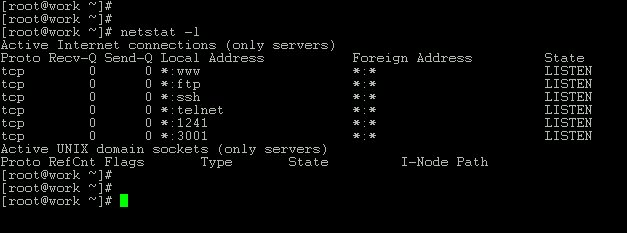 [root@work ~]#
[root@work ~]#
[root@work ~]# netstat -l
Active Internet connections (only servers)
Proto Recv-Q Send-Q Local Address Foreign Address State
tcp 0 0 *:www *:* LISTEN
tcp 0 0 *:ftp *:* LISTEN
tcp 0 0 *:ssh *:* LISTEN
tcp 0 0 *:telnet *:* LISTEN
tcp 0 0 *:1241 *:* LISTEN
tcp 0 0 *:3001 *:* LISTEN
Active UNIX domain sockets (only servers)
Proto RefCnt Flags Type State I-Node Path
[root@work ~]#
[root@work ~]#
[root@work ~]#